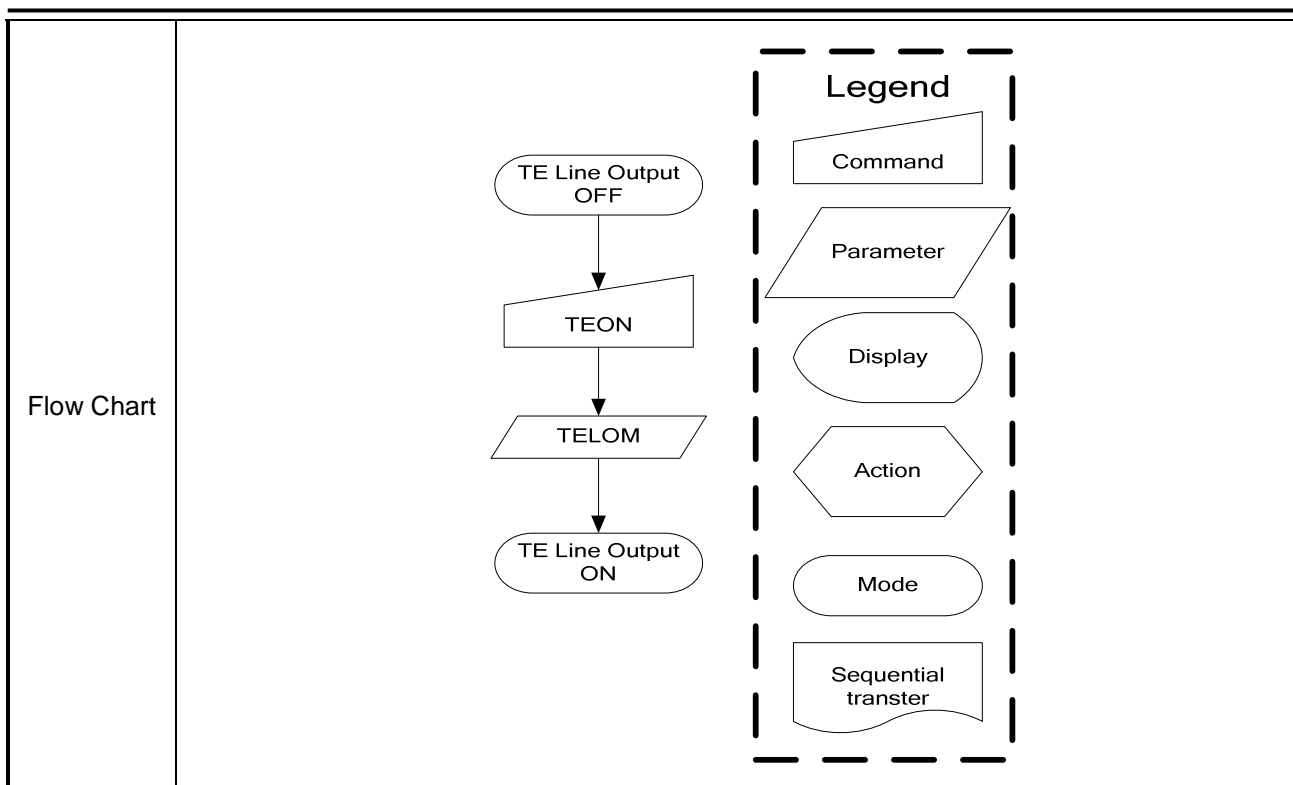 Flow Chart
TE Line Output
OFF
TEON
TELOM
TE Line Output
ON
Legend
Command
Parameter
Display
Action
Mode
Sequential
transter